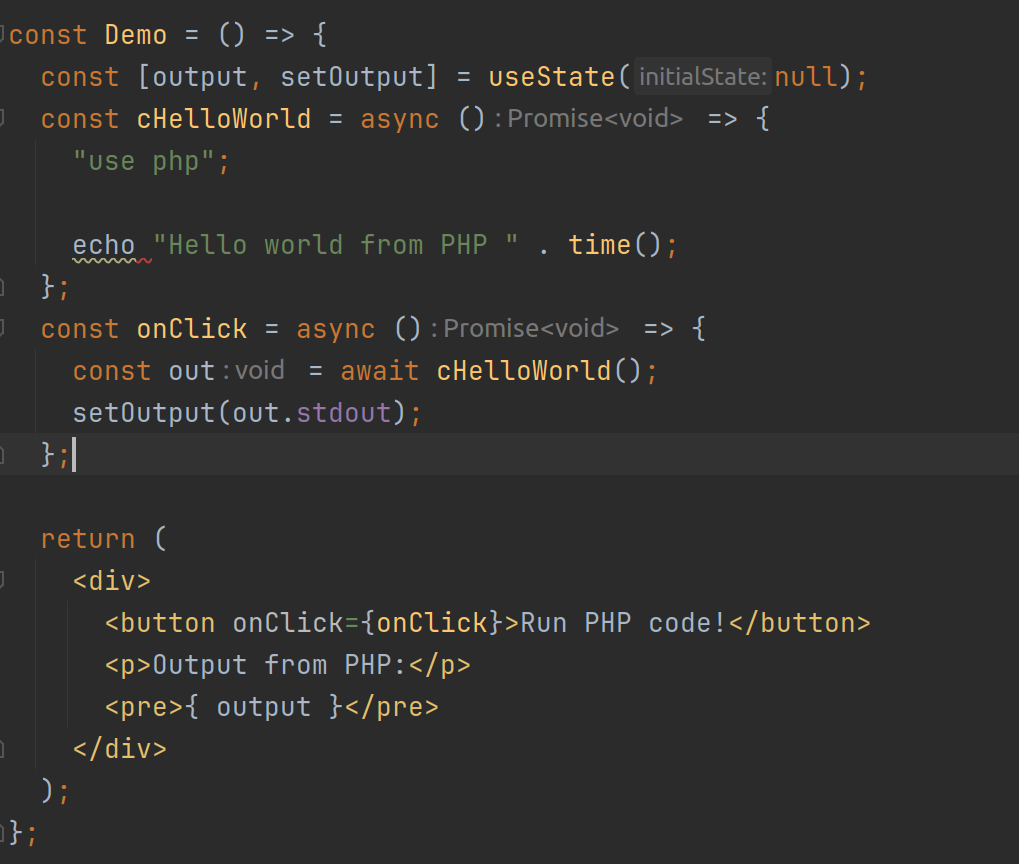 const Demo = () => {
  const [output, setOutput] = useState( initialState: null);
  const cHelloWorld = async () : Promise<void>  => {
    "use php";

    echo "Hello world from PHP " . time();
  };
  const onClick = async () : Promise<void>  => {
    const out : void  = await cHelloWorld();
    setOutput(out.stdout);
  };

  return (
    <div>
      <button onClick={onClick}>Run PHP code!</button>
      <p>Output from PHP:</p>
      <pre>{ output }</pre>
    </div>
  );
};